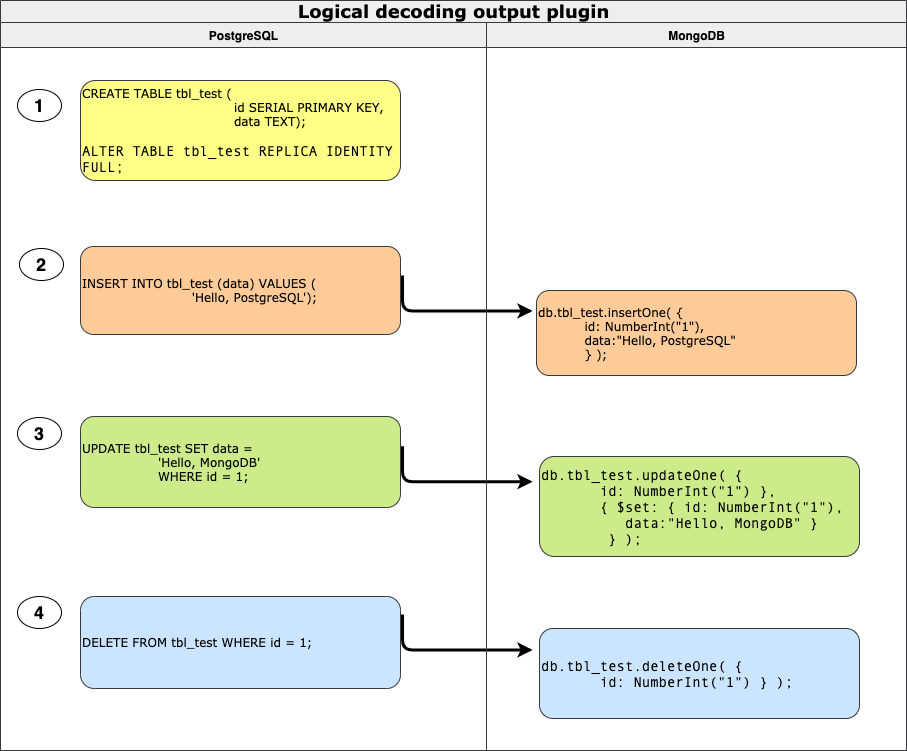 Logical decoding output plugin
PostgreSQL
MongoDB
1
CREATE TABLE tbl_test (
id SERIAL PRIMARY KEY,
data TEXT);
ALTER TABLE tbl_test REPLICA IDENTITY
FULL;
2
INSERT INTO tbl_test (data) VALUES (
'Hello, PostgreSQL');
db.tbl_test.insertOne( {
id: NumberInt("1"),
data:"Hello, PostgreSQL"
} );
3
UPDATE tbl_test SET data =
'Hello, MongoDB'
WHERE id = 1;
db.tbl_test.updateOne( {
id: NumberInt("1") },
{ $set: { id: NumberInt("1"),
data:"Hello, MongoDB" }
} );
4
DELETE FROM tbl_test WHERE id = 1;
db.tbl_test.deleteOne( {
id: NumberInt("1") } );